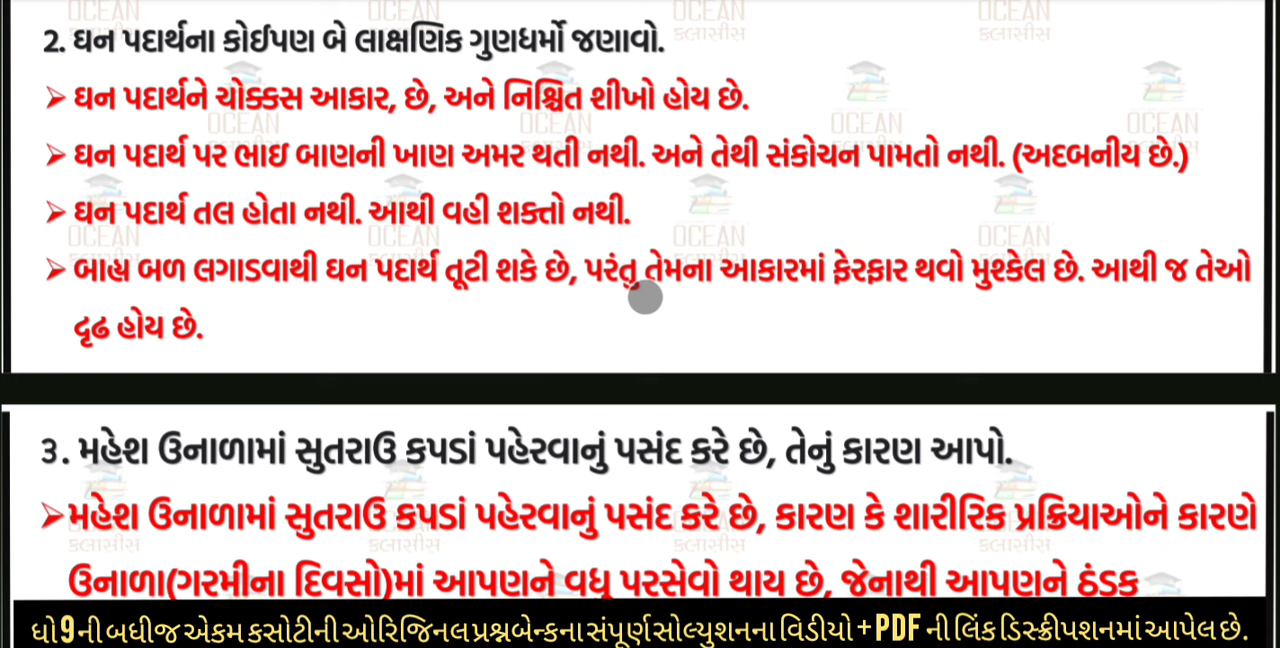 2. ઘન પદાર્થના કોઈપણ બે લાક્ષણિક ગુણધર્મો જણાવો.
➢ ઘન પદાર્થને ચોક્કસ આકાર, છે, અને નિશ્ચિત શીખો હોય છે.
➢ ઘન પદાર્થ પર ભાઇ બાણની ખાણ અમર થતી નથી. અને તેથી સંકોચન પામતો નથી. (અદબનીય છે.)
➢ ઘન પદાર્થ તલ હોતા નથી. આથી વહી શક્તો નથી.
➢ બાહ્ય બળ લગાડવાથી ઘન પદાર્થ તૂટી શકે છે, પરંતુ તેમના આકારમાં ફેરફાર થવો મુશ્કેલ છે. આથી જ તેઓ
દૃઢ હોય છે.
૩. મહેશ ઉનાળામાં સુતરાઉ કપડાં પહેરવાનું પસંદ કરે છે, તેનું કારણ આપો.
➢મહેશ ઉનાળામાં સુતરાઉ કપડાં પહેરવાનું પસંદ કરે છે, કારણ કે શારીરિક પ્રક્રિયાઓને કારણે
ઉનાળા(ગરમીના દિવસો)માં આપણને વધુ પરસેવો થાય છે, જેનાથી આપણને ઠંડક
ધો 9 ની બધીજ એકમ કસોટીની ઓરિજિનલ પ્રશ્નબેન્કના સંપૂર્ણ સોલ્યુશનના વિડીયો + PDF ની લિંક ડિસ્ક્રીપશનમાં આપેલ છે.